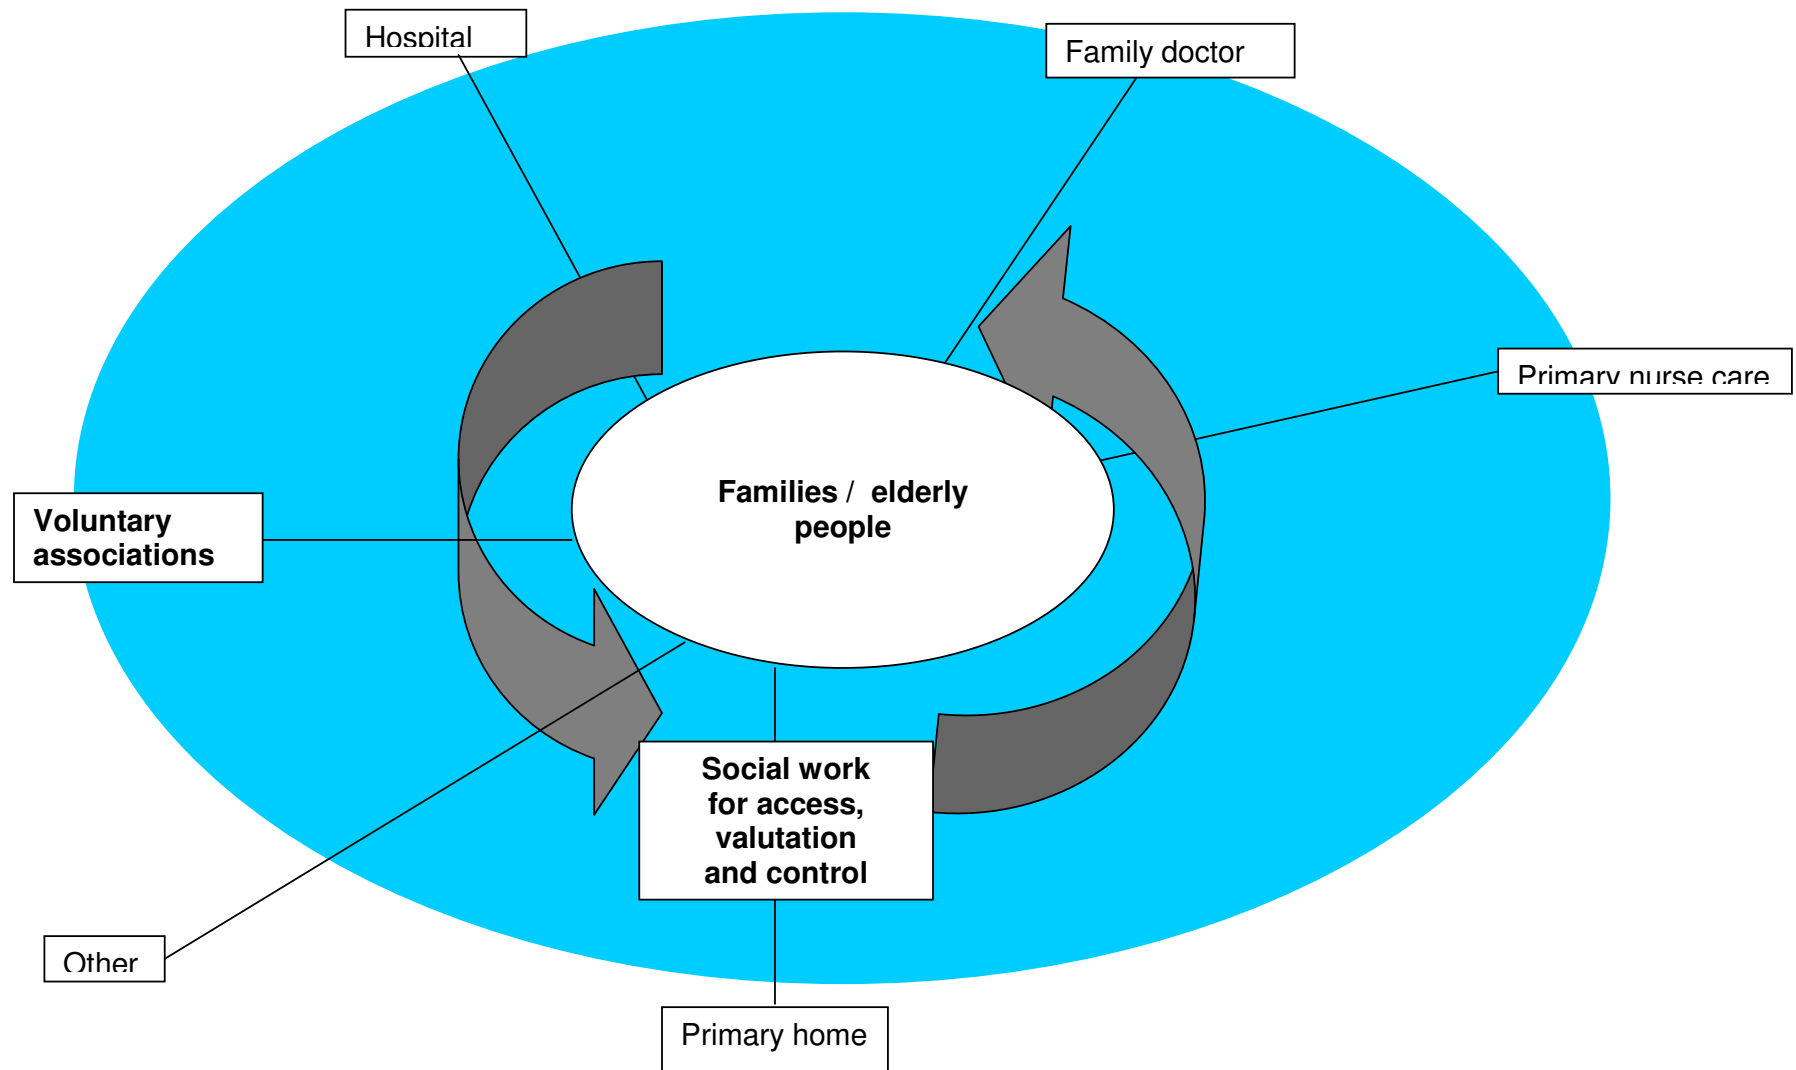 Hospital
Family doctor
Primary nurse care
Families / elderly
people
Voluntary
associations
Social work
for access,
valutation
and control
Other
Primary home